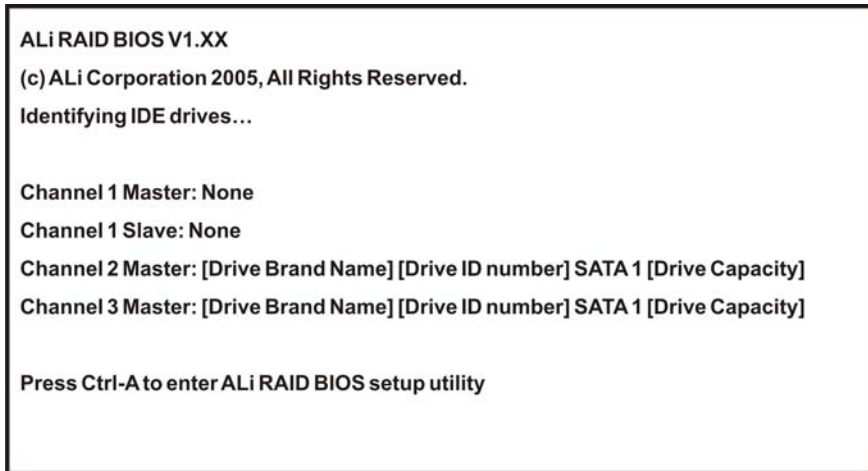 ALi RAID BIOS V1.XX
(c) ALi Corporation 2005, All Rights Reserved.
Identifying IDE drives…
Channel 1 Master: None
Channel 1 Slave: None
Channel 2 Master: [Drive Brand Name] [Drive ID number] SATA 1 [Drive Capacity]
Channel 3 Master: [Drive Brand Name] [Drive ID number] SATA 1 [Drive Capacity]
Press Ctrl-A to enter ALi RAID BIOS setup utility